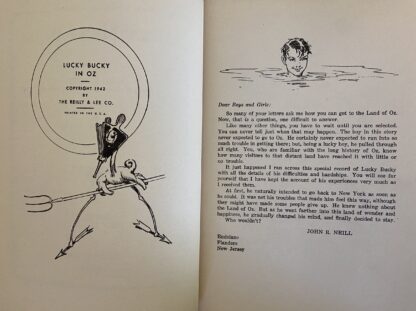 LUCKY BUCKY
IN OZ
COPYRIGHT 1942
BY
THE REILLY & LEE CO.
PRINTED IN THE U. S. A.
Dear Boys and Girls:
So many of your letters ask me how you can get to the Land of Oz.
Now, that is a question, one difficult to answer.
Like many other things, you have to wait until you are selected.
You can never tell just when that may happen. The boy in this story
never expected to go to Oz. He certainly never expected to run into so
much trouble in getting there; but, being a lucky boy, he pulled through
all right. You, who are familiar with the long history of Oz, know
how many visitors to that distant land have reached it with little or
no trouble.
It just happened I ran across this special record of Lucky Bucky
with all the details of his difficulties and hardships. You will see for
yourself that I have kept the account of his experiences very much as
I received them.
At first, he naturally intended to go back to New York as soon as
he could. It was set his troubles that made him feel this way, although
they might have made some people give up. He knew nothing about
the Land of Oz. But as he went further into this land of wonder and
happiness, he gradually changed his mind, and finally decided to stay.
Who wouldn't?
JOHN R. NEILL
Flanders
New Jersey